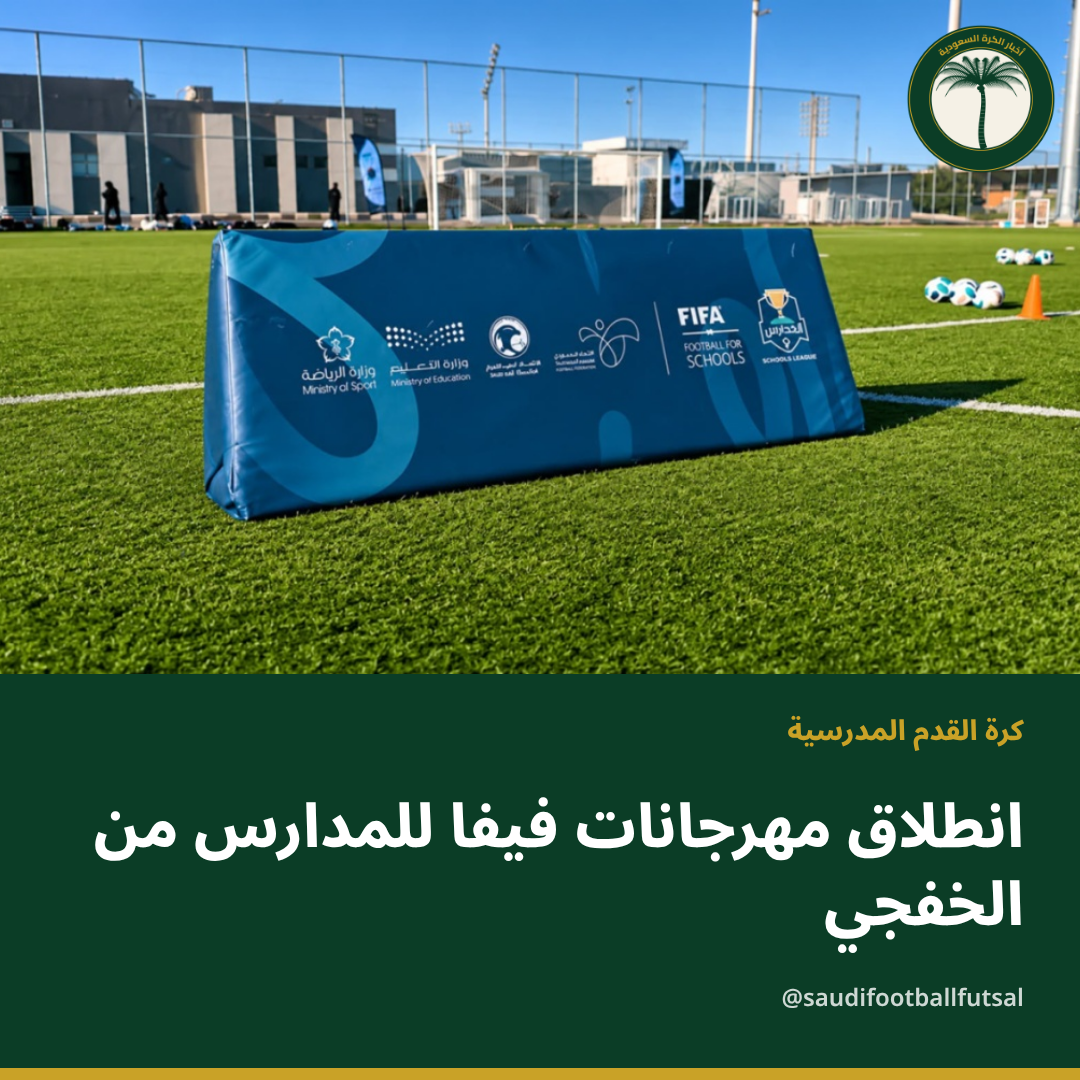 أخبار الكرة السعودية
وزارة الرياضة
Ministry of Sport
وزارة التعليم
Ministry of Education
FIFA
FOOTBALL FOR
SCHOOLS
SCHOOLS LEAGUE
كرة القدم المدرسية
انطلاق مهرجانات فيفا للمدارس من
الخفجي
@saudifootballfutsal